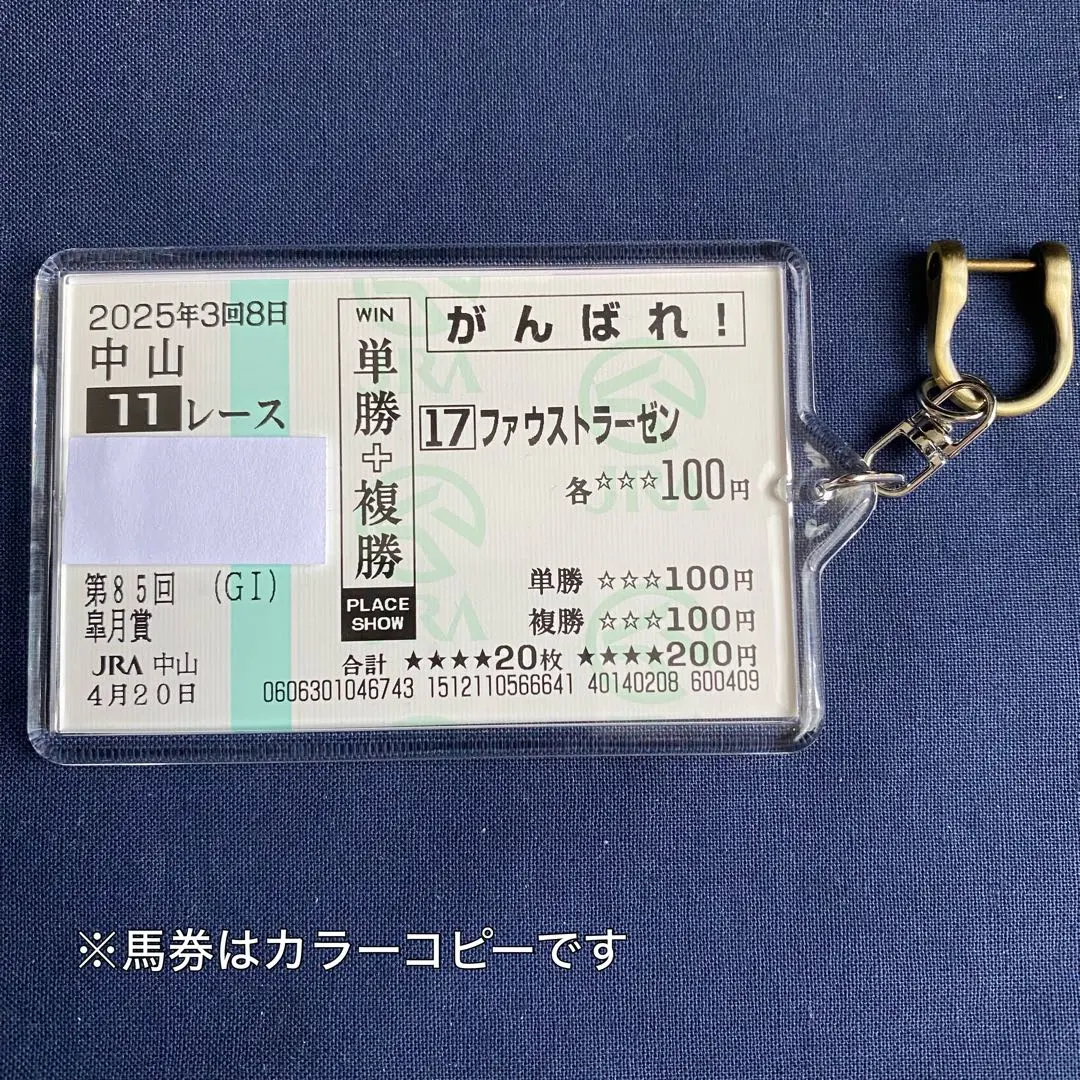 2025年3回8日
中山
11レース
第85回 (GI)
皐月賞
JRA 中山
4月20日
WIN
単勝+複勝
PLACE
SHOW
がんばれ!
17ファウストラーゼン
各☆☆☆100円
単勝 ☆☆☆100円
複勝 ☆☆☆100円
合計 ★★★★20枚 ★★★★200円
0606301046743 1512110566641 40140208 600409
※馬券はカラーコピーです